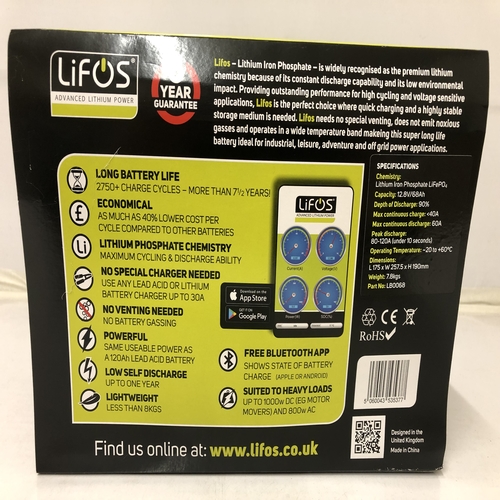 LiFOS
ADVANCED LITHIUM POWER
YEAR
GUARANTEE
Lifos – Lithium Iron Phosphate – is widely recognised as the premium lithium
chemistry because of its constant discharge capability and its low environmental
impact. Providing outstanding performance for high cycling and voltage sensitive
applications, Lifos is the perfect choice where quick charging and a highly stable
storage medium is needed. Lifos needs no special venting, does not emit noxious
gasses and operates in a wide temperature band makeing this super long life
battery ideal for industrial, leisure, adventure and off grid power applications.
LONG BATTERY LIFE
2750+ CHARGE CYCLES – MORE THAN 7½ YEARS!
£
ECONOMICAL
AS MUCH AS 40% LOWER COST PER
CYCLE COMPARED TO OTHER BATTERIES
Li
LITHIUM PHOSPHATE CHEMISTRY
MAXIMUM CYCLING & DISCHARGE ABILITY
NO SPECIAL CHARGER NEEDED
USE ANY LEAD ACID OR LITHIUM
BATTERY CHARGER UP TO 30A
NO VENTING NEEDED
NO BATTERY GASSING
POWERFUL
SAME USEABLE POWER AS
A 120Ah LEAD ACID BATTERY
LOW SELF DISCHARGE
UP TO ONE YEAR
LIGHTWEIGHT
LESS THAN 8KGS
LiFOS
ADVANCED LITHIUM POWER
Current(A)
Voltage(V)
Power(W)
SOC(%)
Download on the
App Store
GET IT ON
Google Play
FREE BLUETOOTH APP
SHOWS STATE OF BATTERY
CHARGE (APPLE OR ANDROID)
SUITED TO HEAVY LOADS
UP TO 1000w DC (EG MOTOR
MOVERS) AND 800w AC
SPECIFICATIONS
Chemistry:
Lithium Iron Phosphate LiFePO₄
Capacity: 12.8V/68Ah
Depth of Discharge: 90%
Max continuous charge: <40A
Max continuous discharge: 60A
Peak discharge:
80-120A (under 10 seconds)
Operating Temperature: -20 to +60°C
Dimensions:
L 175 x W 257.5 x H 190mm
Weight: 7.8kgs
Part No: LB0068
CE
RoHS
5 060043 535377
Designed in the
United Kingdom
Made in China
Find us online at: www.lifos.co.uk